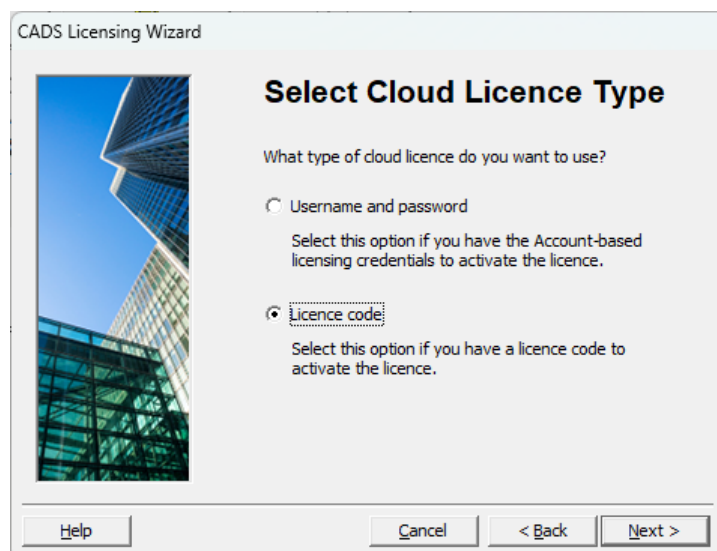 CADS Licensing Wizard
Select Cloud Licence Type
What type of cloud licence do you want to use?
Username and password
Select this option if you have the Account-based
licensing credentials to activate the licence.
Licence code
Select this option if you have a licence code to
activate the licence.
Help
Cancel
< Back
Next >